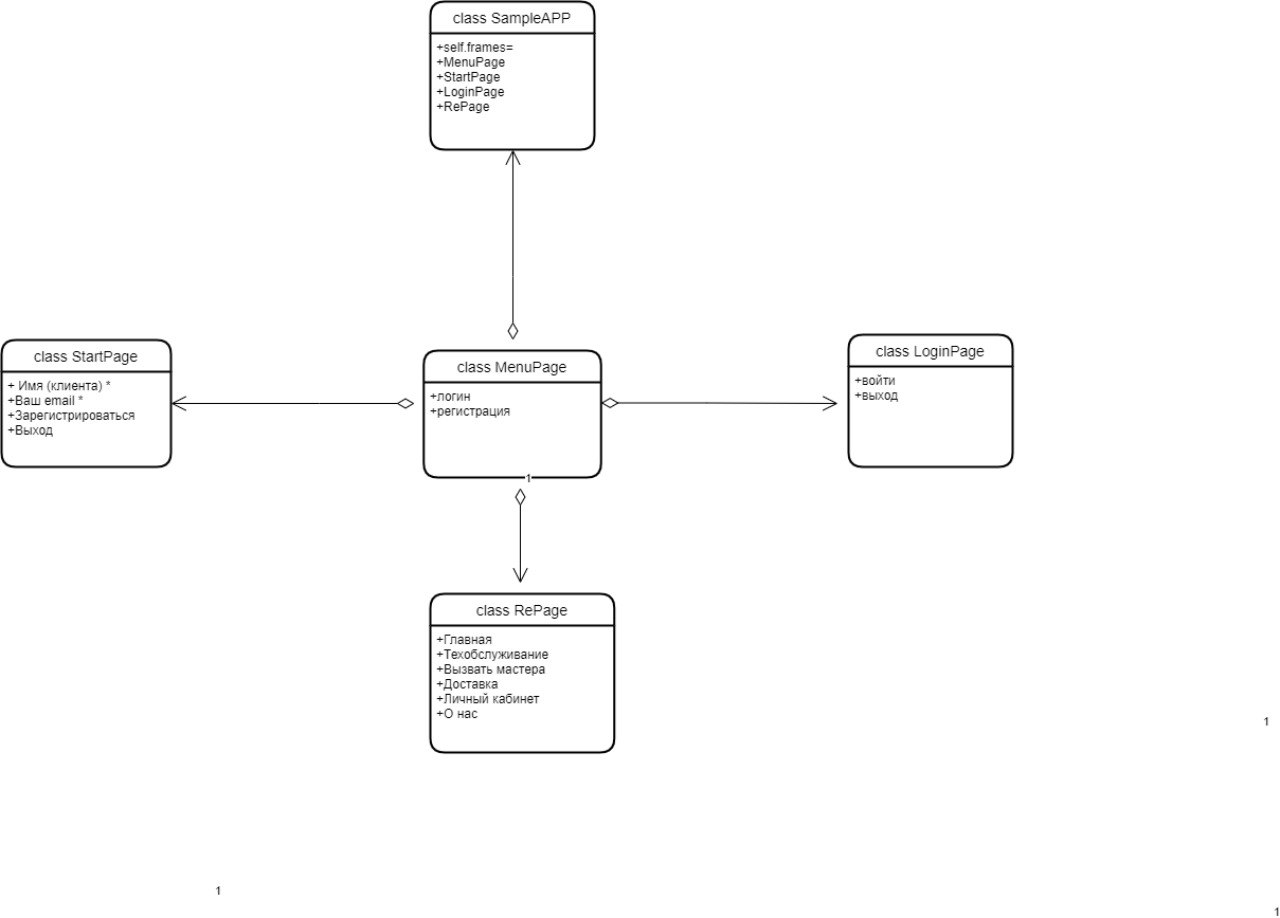 class SampleAPP
+self.frames=
+MenuPage
+StartPage
+LoginPage
+RePage
class StartPage
+ Имя (клиента) *
+Ваш email *
+Зарегистрироваться
+Выход
class MenuPage
+логин
+регистрация
1
class LoginPage
+войти
+выход
class RePage
+Главная
+Техобслуживание
+Вызвать мастера
+Доставка
+Личный кабинет
+О нас
1
1
1